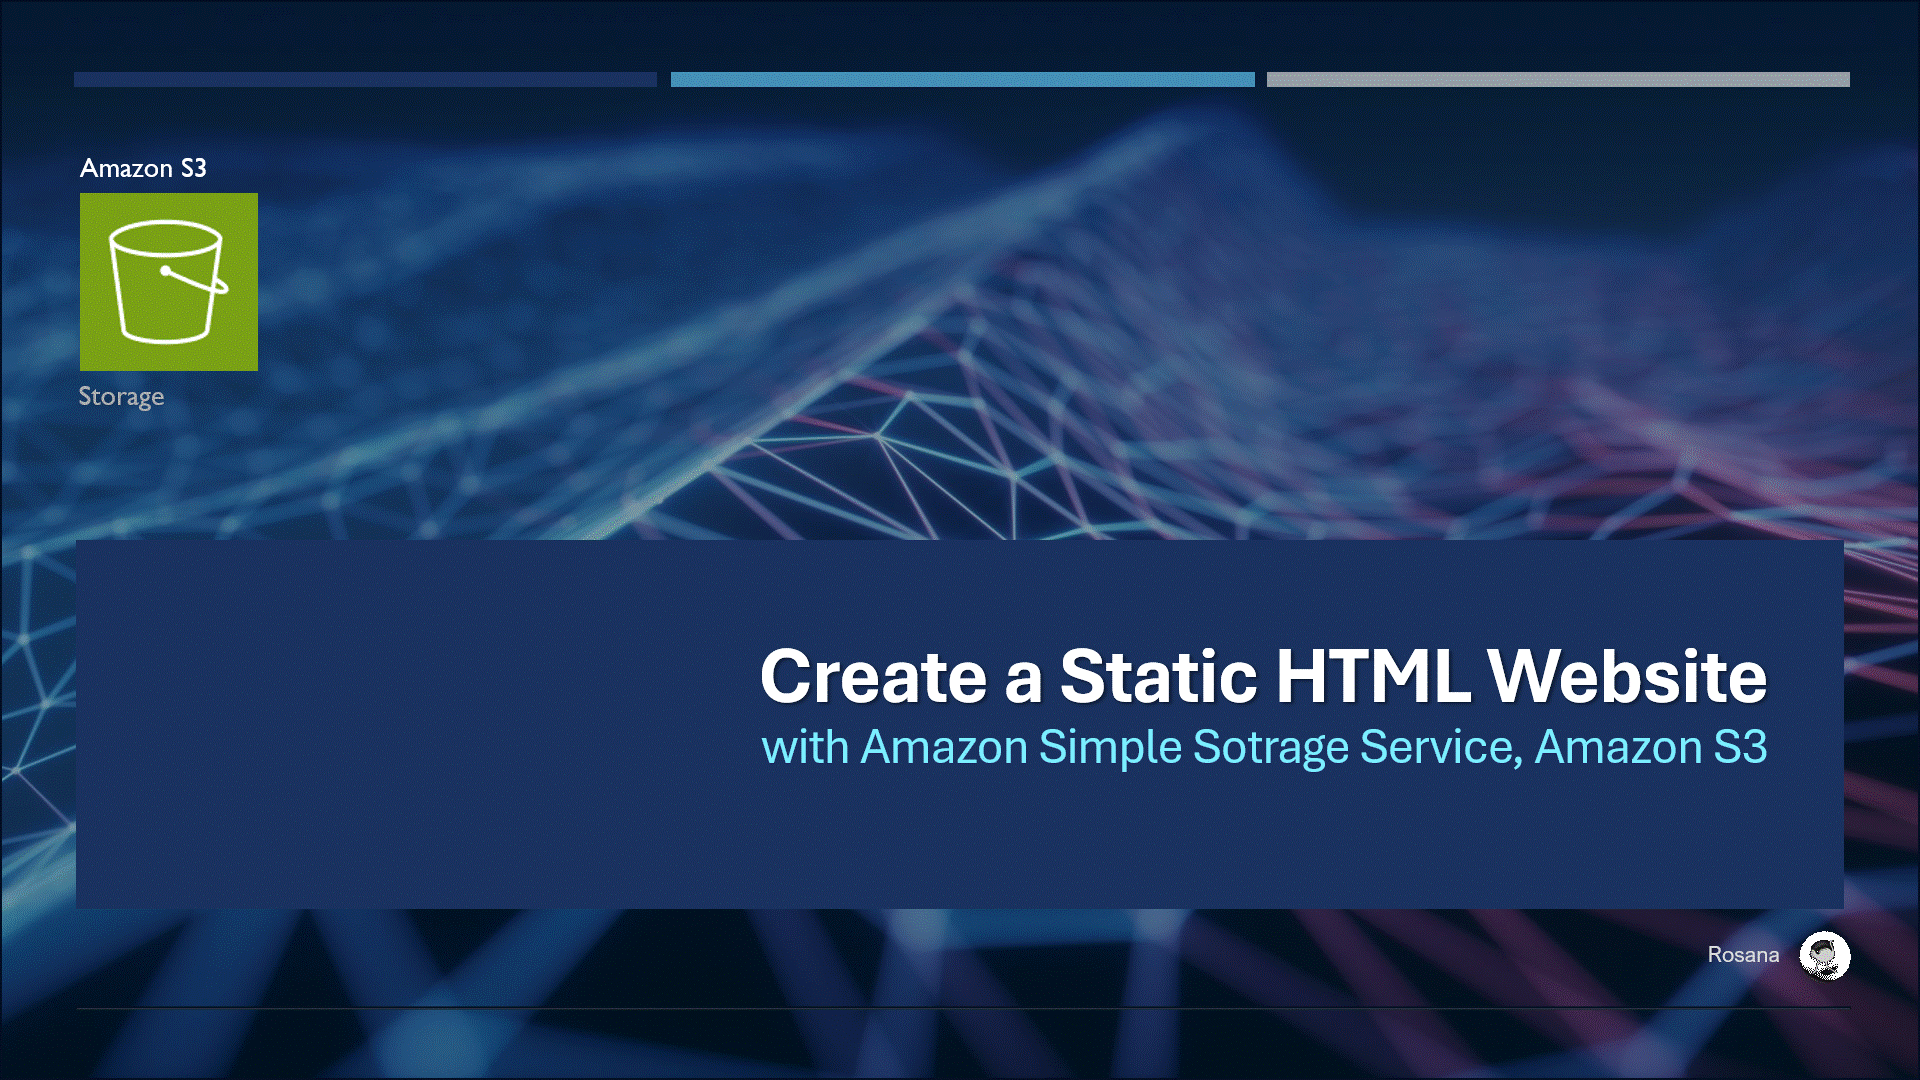 Amazon S3
Storage
Create a Static HTML Website
with Amazon Simple Sotrage Service, Amazon S3
Rosana